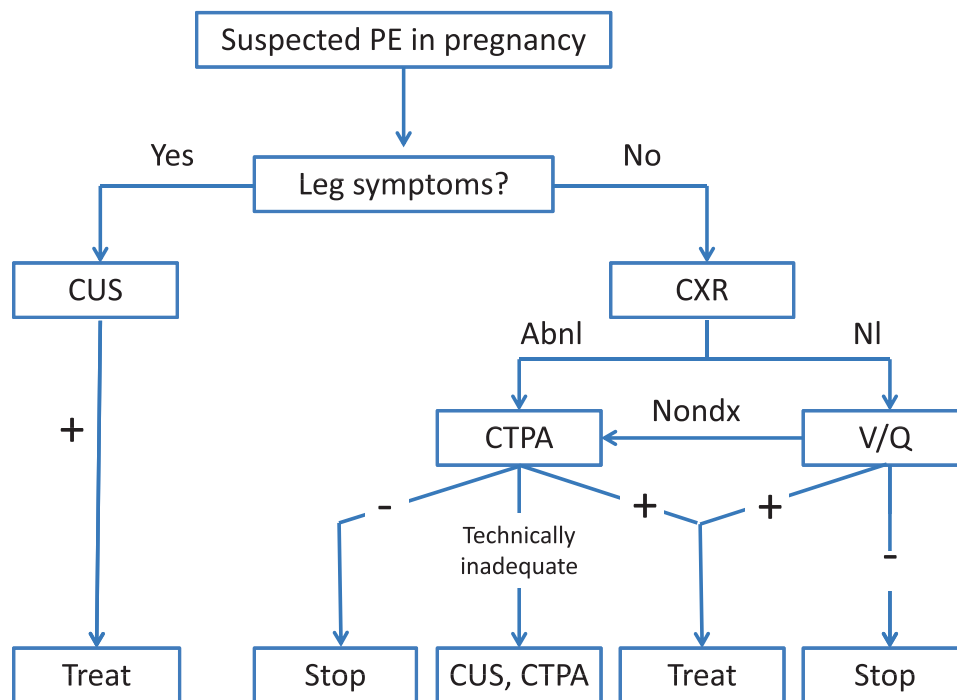 Suspected PE in pregnancy
Yes
Leg symptoms?
No
CUS
CXR
Abnl
Nl
+
CTPA
Nondx
V/Q
-
+
+
Technically
inadequate
-
Treat
Stop
CUS, CTPA
Treat
Stop